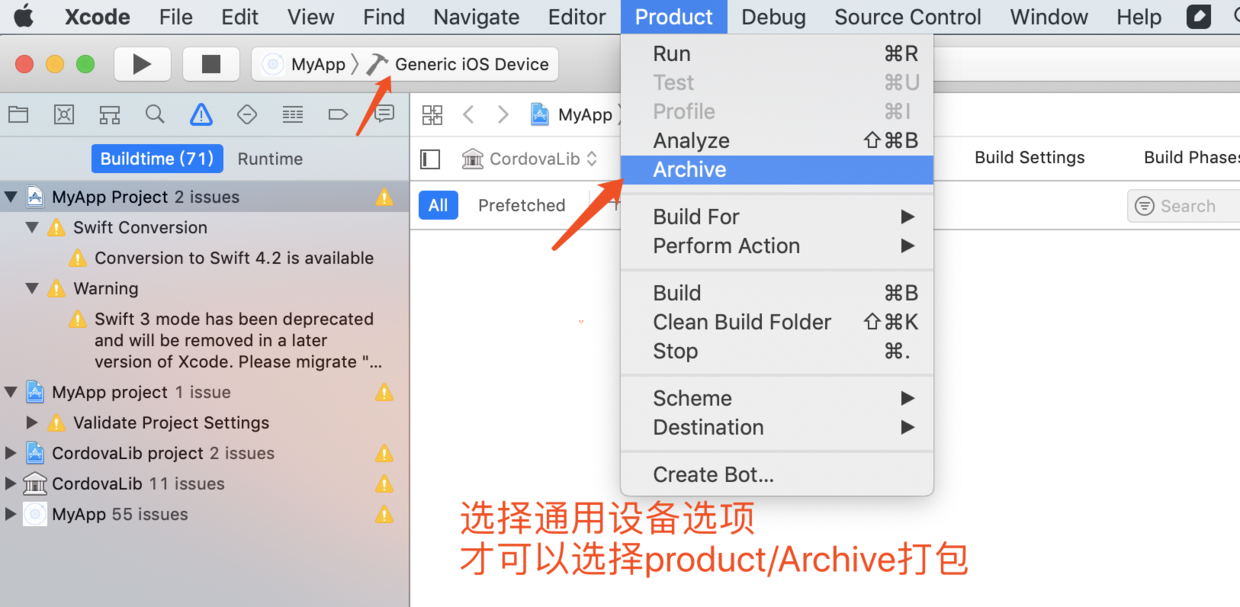 Xcode File Edit View Find Navigate Editor Product Debug Source Control Window Help
MyApp Generic iOS Device
Run ⌘R
Test ⌘U
Profile ⌘I
Analyze ⇧⌘B
Archive
Build For
Perform Action
Build ⌘B
Clean Build Folder ⇧⌘K
Stop ⌘.
Scheme
Destination
Create Bot...
MyApp
Buildtime (71) Runtime
CordovaLib
Build Settings Build Phases
All Prefetched +
Search
MyApp Project 2 issues
Swift Conversion
Conversion to Swift 4.2 is available
Warning
Swift 3 mode has been deprecated
and will be removed in a later
version of Xcode. Please migrate "...
MyApp project 1 issue
Validate Project Settings
CordovaLib project 2 issues
CordovaLib 11 issues
MyApp 55 issues
选择通用设备选项
才可以选择product/Archive打包